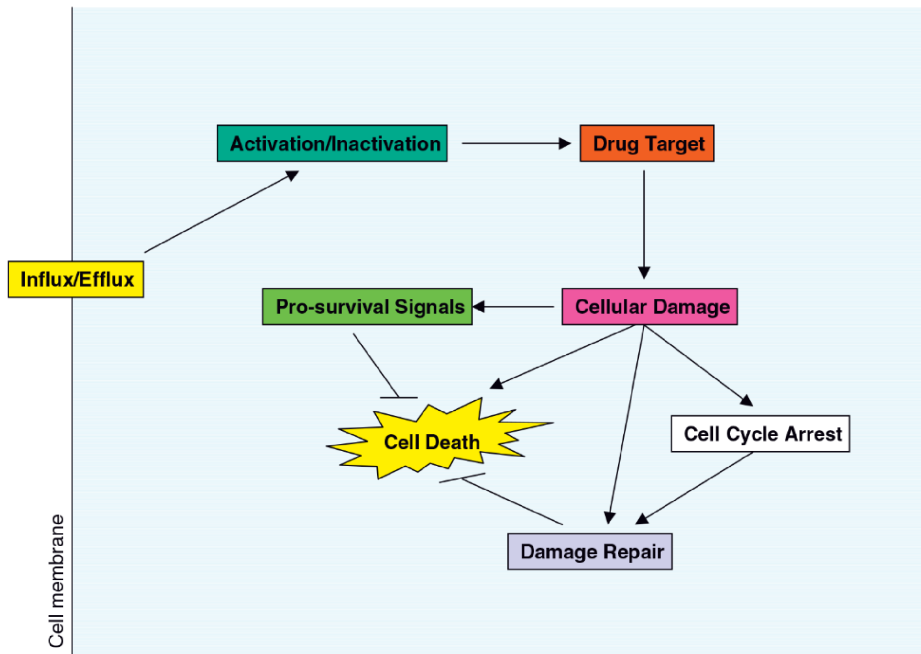 Activation/Inactivation
Drug Target
Influx/Efflux
Pro-survival Signals
Cellular Damage
Cell Death
Cell Cycle Arrest
Damage Repair
Cell membrane